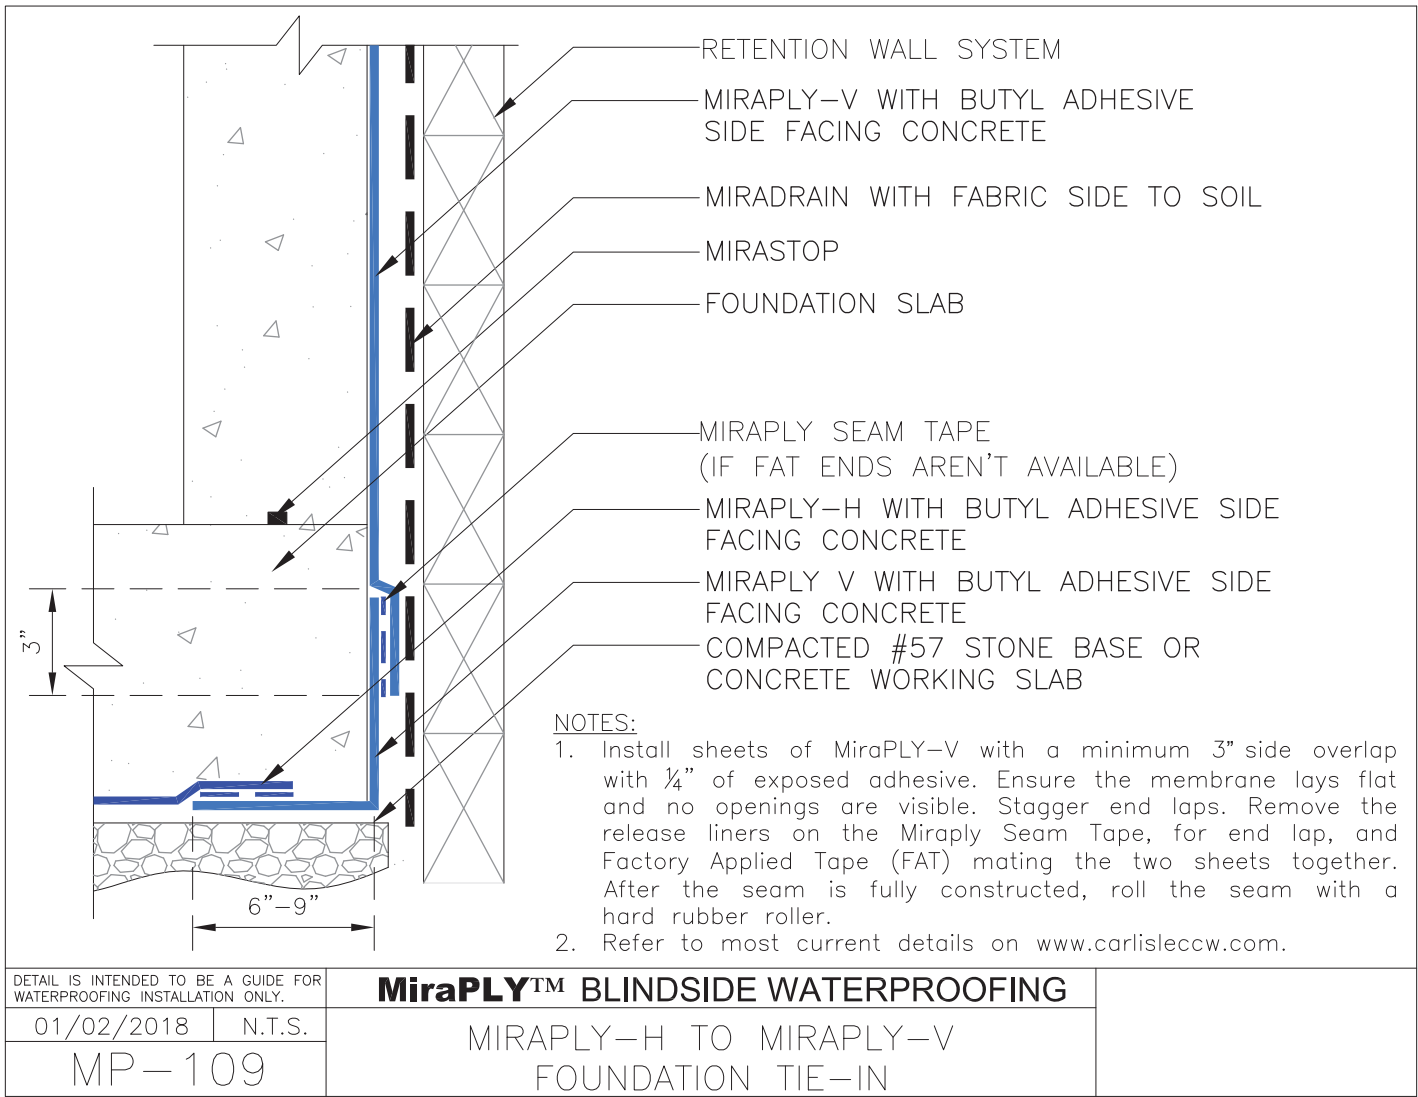 RETENTION WALL SYSTEM
MIRAPLY-V WITH BUTYL ADHESIVE
SIDE FACING CONCRETE
MIRADRAIN WITH FABRIC SIDE TO SOIL
MIRASTOP
FOUNDATION SLAB
MIRAPLY SEAM TAPE
(IF FAT ENDS AREN'T AVAILABLE)
MIRAPLY-H WITH BUTYL ADHESIVE SIDE
FACING CONCRETE
MIRAPLY V WITH BUTYL ADHESIVE SIDE
FACING CONCRETE
COMPACTED #57 STONE BASE OR
CONCRETE WORKING SLAB
3"
6"-9"
NOTES:
1. Install sheets of MiraPLY-V with a minimum 3" side overlap
with ¼" of exposed adhesive. Ensure the membrane lays flat
and no openings are visible. Stagger end laps. Remove the
release liners on the Miraply Seam Tape, for end lap, and
Factory Applied Tape (FAT) mating the two sheets together.
After the seam is fully constructed, roll the seam with a
hard rubber roller.
2. Refer to most current details on www.carlisleccw.com.
DETAIL IS INTENDED TO BE A GUIDE FOR
WATERPROOFING INSTALLATION ONLY.
01/02/2018 N.T.S.
MP-109
MiraPLY™ BLINDSIDE WATERPROOFING
MIRAPLY-H TO MIRAPLY-V
FOUNDATION TIE-IN